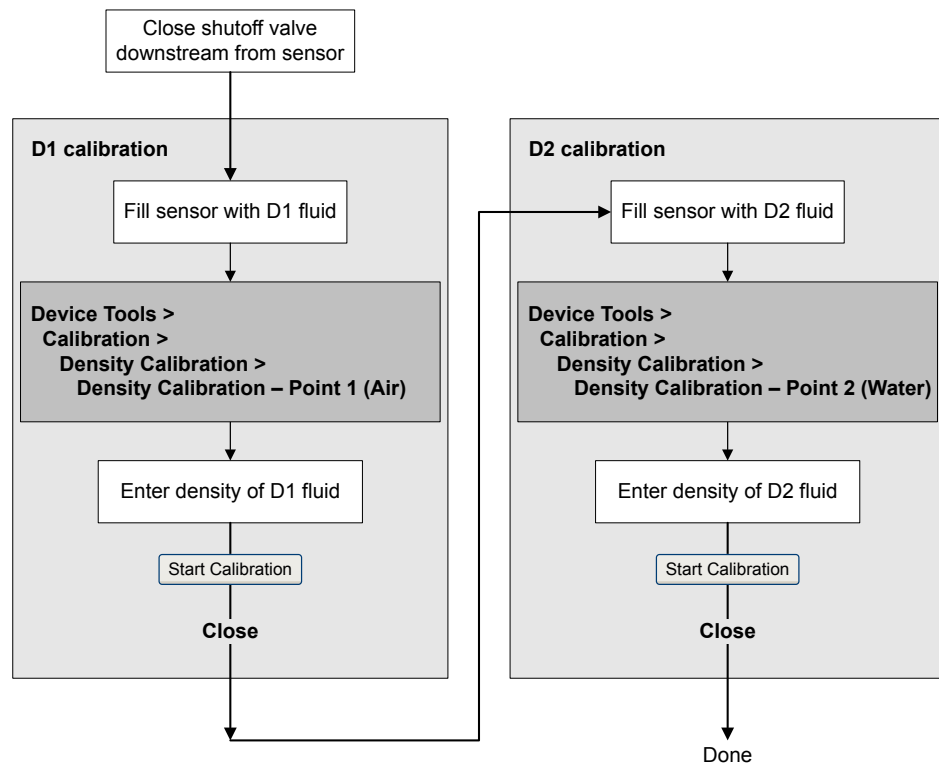 Close shutoff valve
downstream from sensor
D1 calibration
Fill sensor with D1 fluid
Device Tools >
Calibration >
Density Calibration >
Density Calibration – Point 1 (Air)
Enter density of D1 fluid
Start Calibration
Close
D2 calibration
Fill sensor with D2 fluid
Device Tools >
Calibration >
Density Calibration >
Density Calibration – Point 2 (Water)
Enter density of D2 fluid
Start Calibration
Close
Done